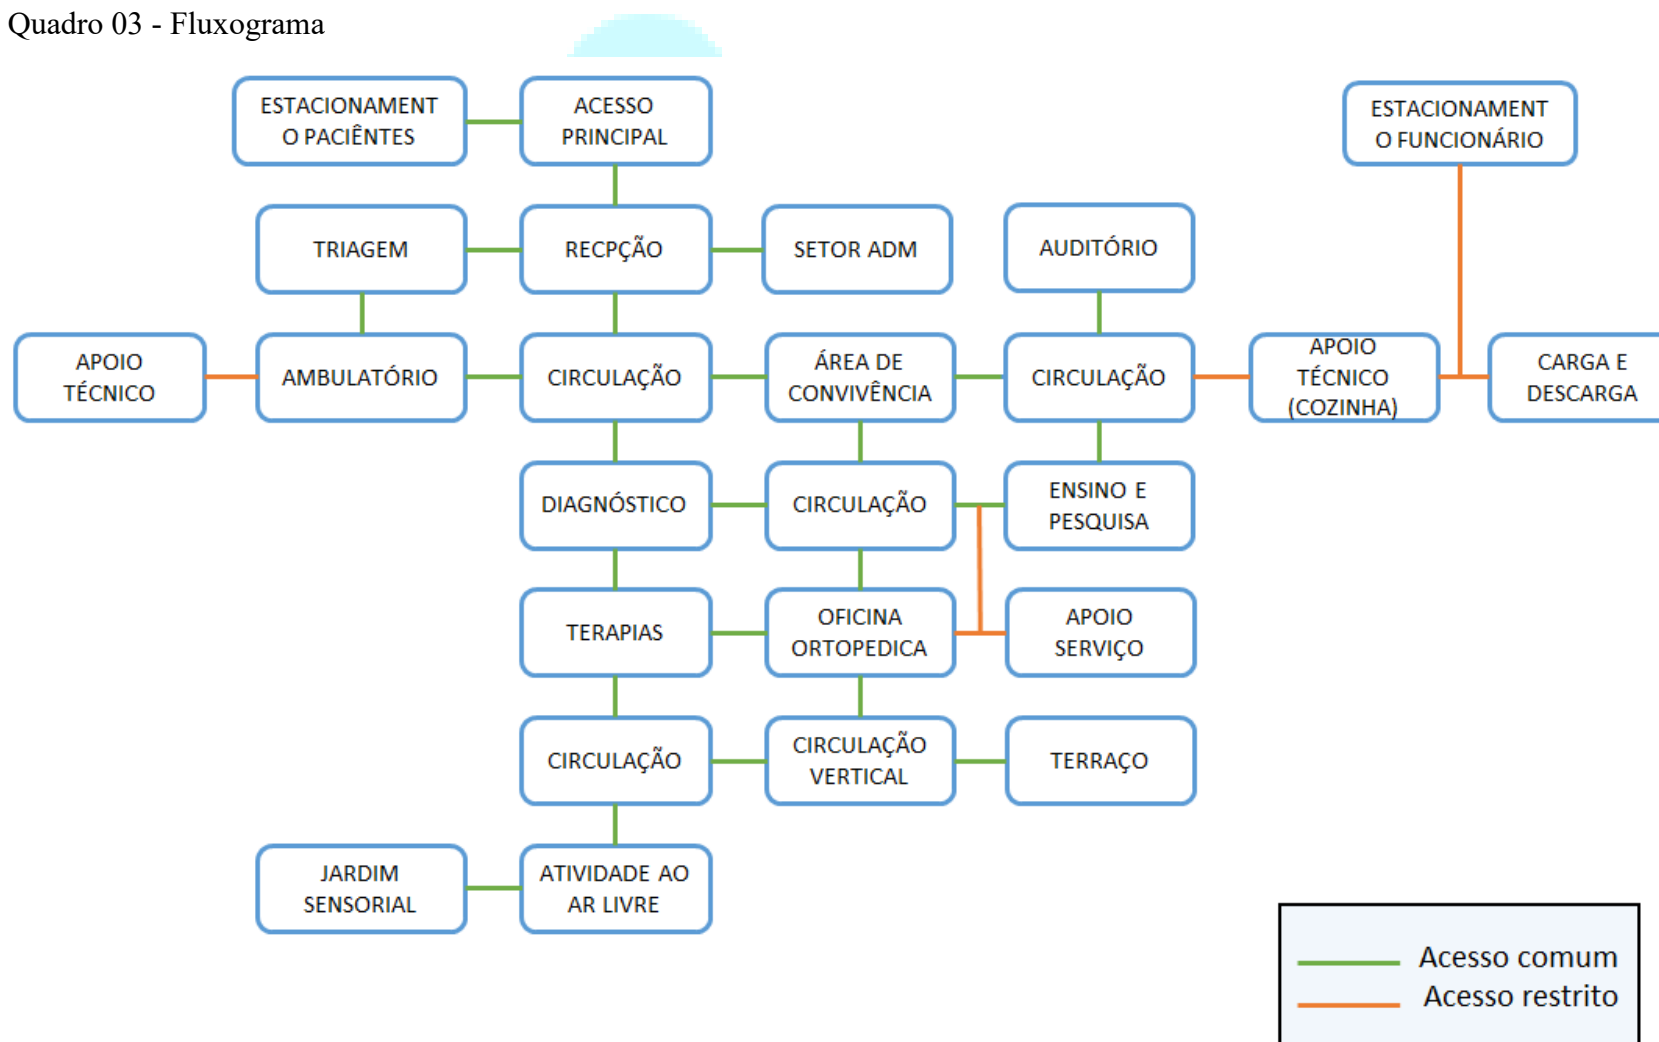 Quadro 03 - Fluxograma
ESTACIONAMENT
O PACIÊNTES
ACESSO
PRINCIPAL
ESTACIONAMENT
O FUNCIONÁRIO
TRIAGEM
RECPÇÃO
SETOR ADM
AUDITÓRIO
APOIO
TÉCNICO
AMBULATÓRIO
CIRCULAÇÃO
ÁREA DE
CONVIVÊNCIA
CIRCULAÇÃO
APOIO
TÉCNICO
(COZINHA)
CARGA E
DESCARGA
DIAGNÓSTICO
CIRCULAÇÃO
ENSINO E
PESQUISA
TERAPIAS
OFICINA
ORTOPEDICA
APOIO
SERVIÇO
CIRCULAÇÃO
CIRCULAÇÃO
VERTICAL
TERRAÇO
JARDIM
SENSORIAL
ATIVIDADE AO
AR LIVRE
Acesso comum
Acesso restrito